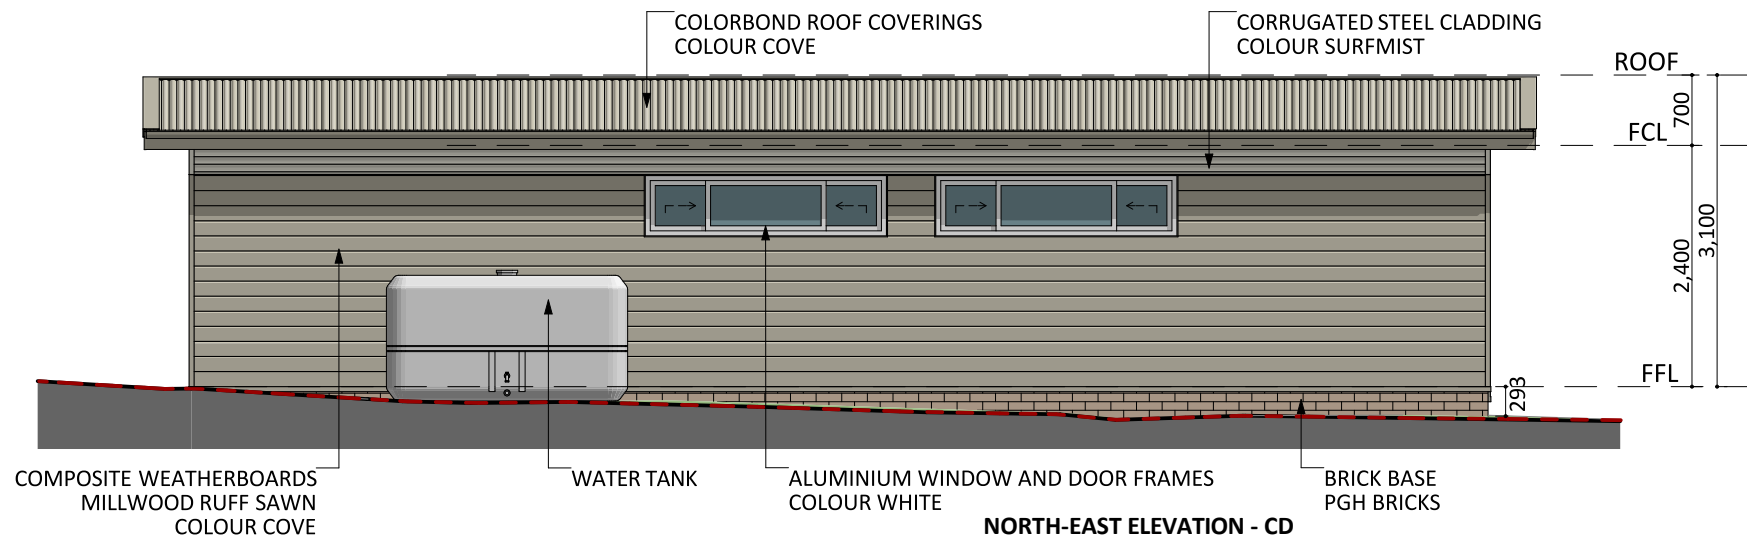 COLORBOND ROOF COVERINGS
COLOUR COVE
CORRUGATED STEEL CLADDING
COLOUR SURFMIST
ROOF
700
FCL
2,400
3,100
FFL
293
COMPOSITE WEATHERBOARDS
MILLWOOD RUFF SAWN
COLOUR COVE
WATER TANK
ALUMINIUM WINDOW AND DOOR FRAMES
COLOUR WHITE
BRICK BASE
PGH BRICKS
NORTH-EAST ELEVATION - CD